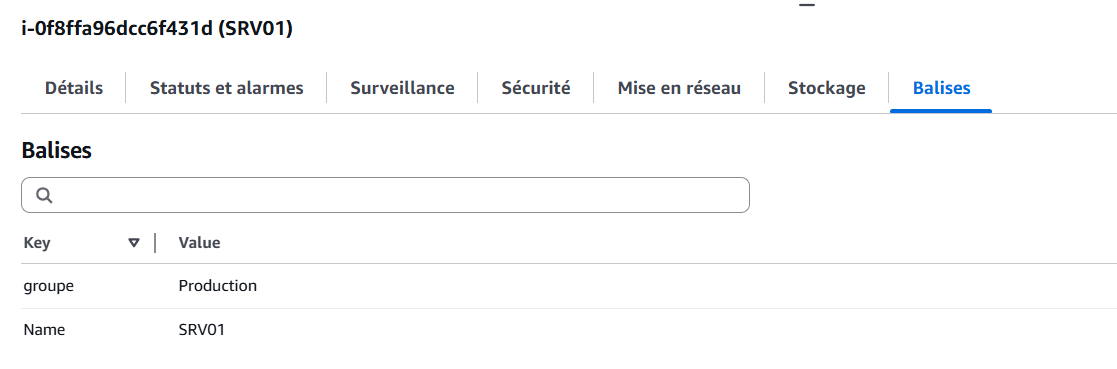 i-0f8ffa96dcc6f431d (SRV01)
Détails Statuts et alarmes Surveillance Sécurité Mise en réseau Stockage Balises
Balises
Key Value
groupe Production
Name SRV01